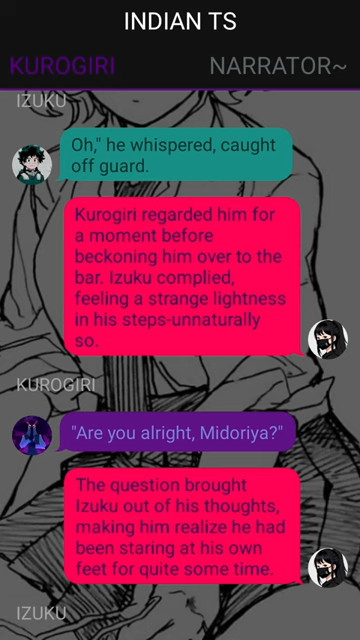 INDIAN TS
KUROGIRI NARRATOR~
IZUKU
Oh," he whispered, caught
off guard.
Kurogiri regarded him for
a moment before
beckoning him over to the
bar. Izuku complied,
feeling a strange lightness
in his steps-unnaturally
so.
KUROGIRI
"Are you alright, Midoriya?"
The question brought
Izuku out of his thoughts,
making him realize he had
been staring at his own
feet for quite some time.
IZUKU